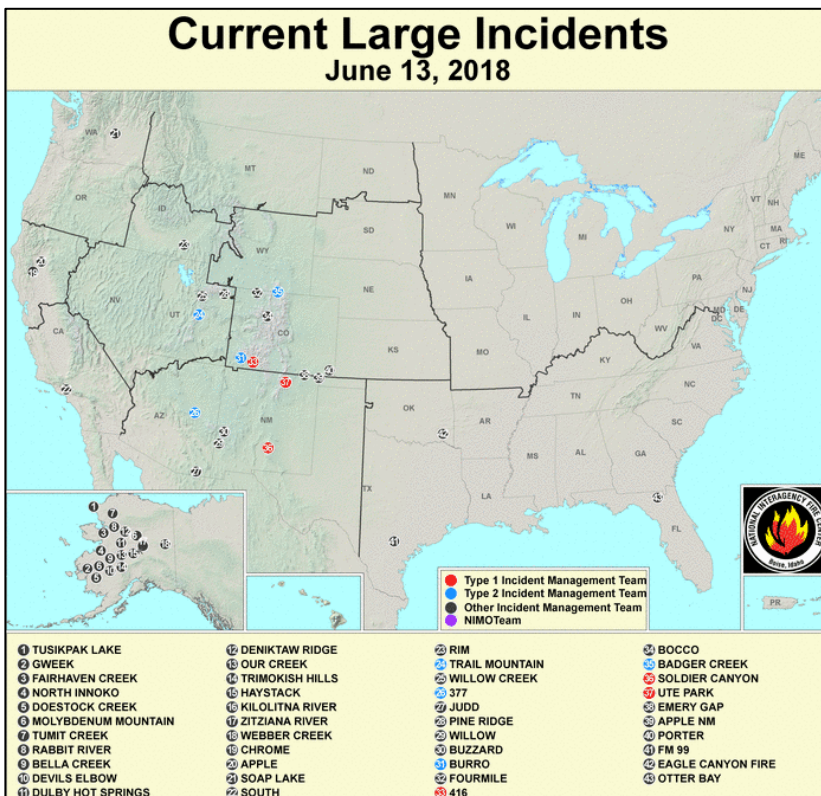 Current Large Incidents
June 13, 2018
WA
OR
CA
ID
NV
UT
AZ
MT
WY
CO
NM
ND
SD
NE
KS
OK
TX
MN
IA
MO
AR
LA
WI
IL
MI
IN
OH
KY
TN
MS
AL
GA
FL
SC
NC
VA
WV
PA
NY
ME
VT
NH
MA
CT
RI
NJ
DE
MD
DC
PR
NATIONAL INTERAGENCY FIRE CENTER
Boise, Idaho
Type 1 Incident Management Team
Type 2 Incident Management Team
Other Incident Management Team
NIMOTeam
1 TUSIKPAK LAKE
2 GWEEK
3 FAIRHAVEN CREEK
4 NORTH INNOKO
5 DOESTOCK CREEK
6 MOLYBDENUM MOUNTAIN
7 TUMIT CREEK
8 RABBIT RIVER
9 BELLA CREEK
10 DEVILS ELBOW
11 DULBY HOT SPRINGS
12 DENIKTAW RIDGE
13 OUR CREEK
14 TRIMOKISH HILLS
15 HAYSTACK
16 KILOLITNA RIVER
17 ZITZIANA RIVER
18 WEBBER CREEK
19 CHROME
20 APPLE
21 SOAP LAKE
22 SOUTH
23 RIM
24 TRAIL MOUNTAIN
25 WILLOW CREEK
26 377
27 JUDD
28 PINE RIDGE
29 WILLOW
30 BUZZARD
31 BURRO
32 FOURMILE
33 416
34 BOCCO
35 BADGER CREEK
36 SOLDIER CANYON
37 UTE PARK
38 EMERY GAP
39 APPLE NM
40 PORTER
41 FM 99
42 EAGLE CANYON FIRE
43 OTTER BAY